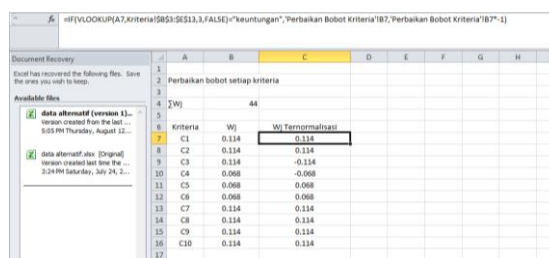 fx =IF(VLOOKUP(A7,Kriteria!$B$3:$E$13,3,FALSE)="keuntungan",'Perbaikan Bobot Kriteria'!B7,'Perbaikan Bobot Kriteria'!B7*-1)
Document Recovery
Excel has recovered the following files. Save the ones you wish to keep.
Available files
data alternatif (version 1)...
Version created from the last ...
5:05 PM Thursday, August 12...
data alternatif.xlsx [Original]
Version created last time the ...
3:24 PM Saturday, July 24, 2...
A B C D E F G H
1
2 Perbaikan bobot setiap kriteria
3
4 ∑Wj 44
5
6 Kriteria Wj Wj Ternormalisasi
7 C1 0.114 0.114
8 C2 0.114 0.114
9 C3 0.114 -0.114
10 C4 0.068 -0.068
11 C5 0.068 0.068
12 C6 0.068 0.068
13 C7 0.114 0.114
14 C8 0.114 0.114
15 C9 0.114 0.114
16 C10 0.114 0.114
17